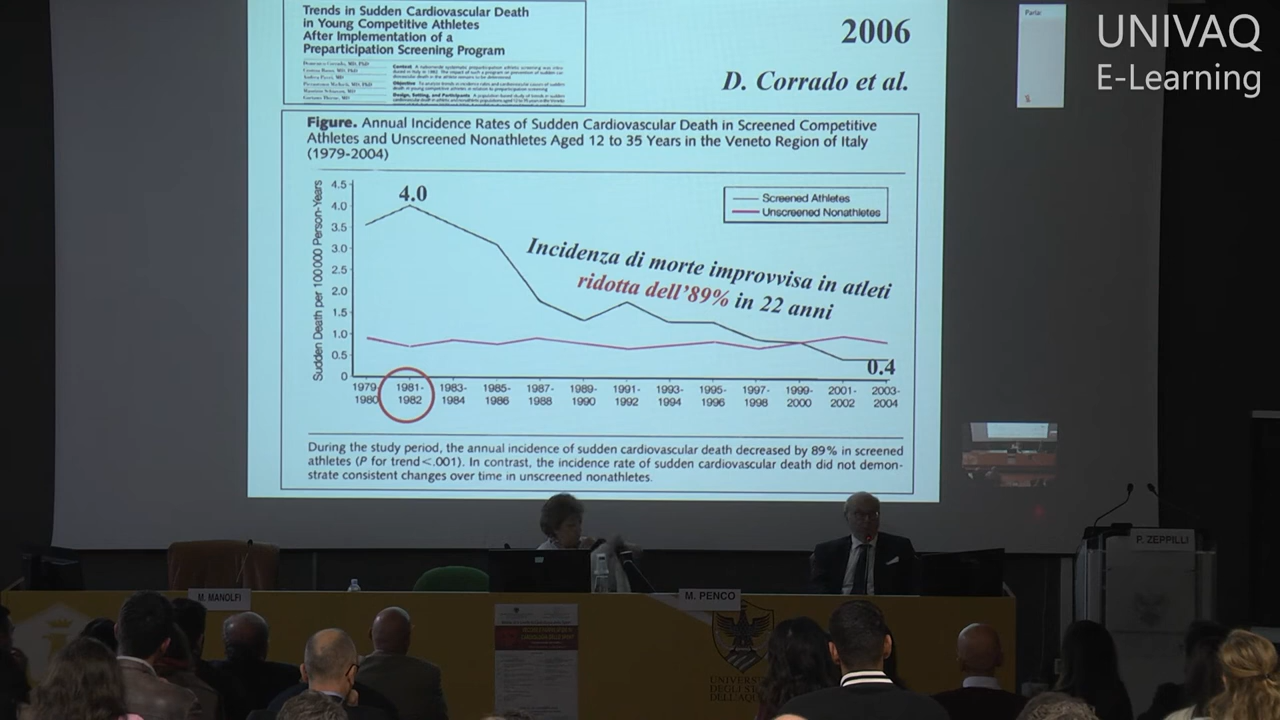 Trends in Sudden Cardiovascular Death
in Young Competitive Athletes
After Implementation of a
Preparticipation Screening Program
2006
D. Corrado et al.
UNIVAQ
E-Learning
Figure. Annual Incidence Rates of Sudden Cardiovascular Death in Screened Competitive
Athletes and Unscreened Nonathletes Aged 12 to 35 Years in the Veneto Region of Italy
(1979-2004)
Sudden Death per 100 000 Person-Years
4.5
4.0
3.5
3.0
2.5
2.0
1.5
1.0
0.5
0
4.0
Screened Athletes
Unscreened Nonathletes
Incidenza di morte improvvisa in atleti
ridotta dell'89% in 22 anni
0.4
1979- 1981- 1983- 1985- 1987- 1989- 1991- 1993- 1995- 1997- 1999- 2001- 2003-
1980 1982 1984 1986 1988 1990 1992 1994 1996 1998 2000 2002 2004
During the study period, the annual incidence of sudden cardiovascular death decreased by 89% in screened
athletes (P for trend<.001). In contrast, the incidence rate of sudden cardiovascular death did not demon-
strate consistent changes over time in unscreened nonathletes.
P. ZEPPILLI
M. MANOLFI
M. PENCO